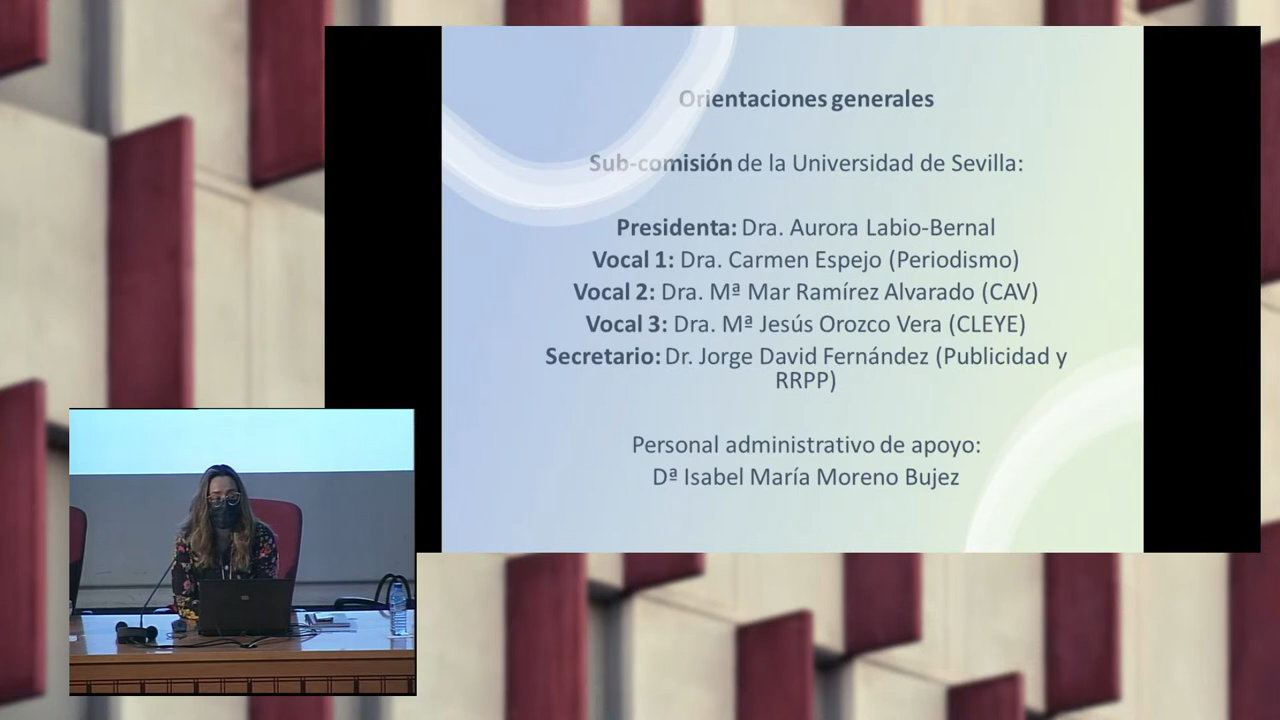 Orientaciones generales
Sub-comisión de la Universidad de Sevilla:
Presidenta: Dra. Aurora Labio-Bernal
Vocal 1: Dra. Carmen Espejo (Periodismo)
Vocal 2: Dra. Mª Mar Ramírez Alvarado (CAV)
Vocal 3: Dra. Mª Jesús Orozco Vera (CLEYE)
Secretario: Dr. Jorge David Fernández (Publicidad y
RRPP)
Personal administrativo de apoyo:
Dª Isabel María Moreno Bujez